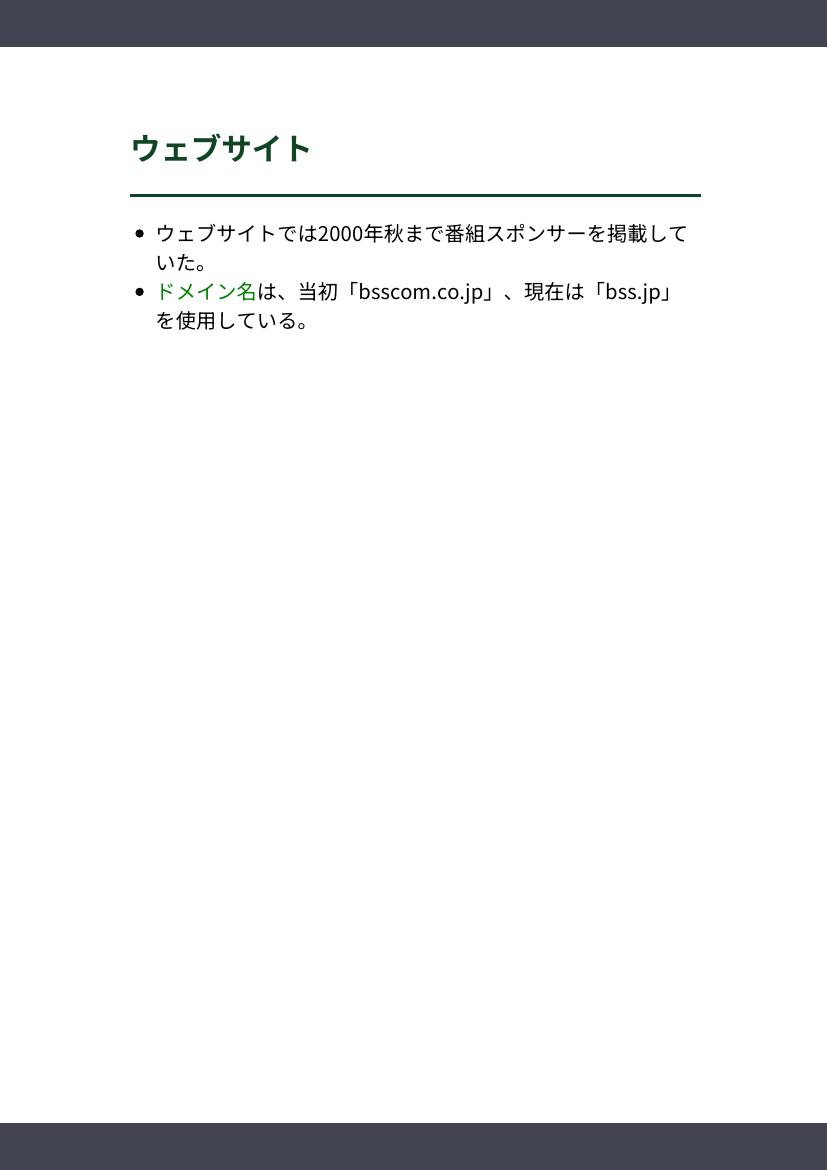 ウェブサイト
ウェブサイトでは2000年秋まで番組スポンサーを掲載して
いた。
ドメイン名は、当初「bsscom.co.jp」、現在は「bss.jp」
を使用している。